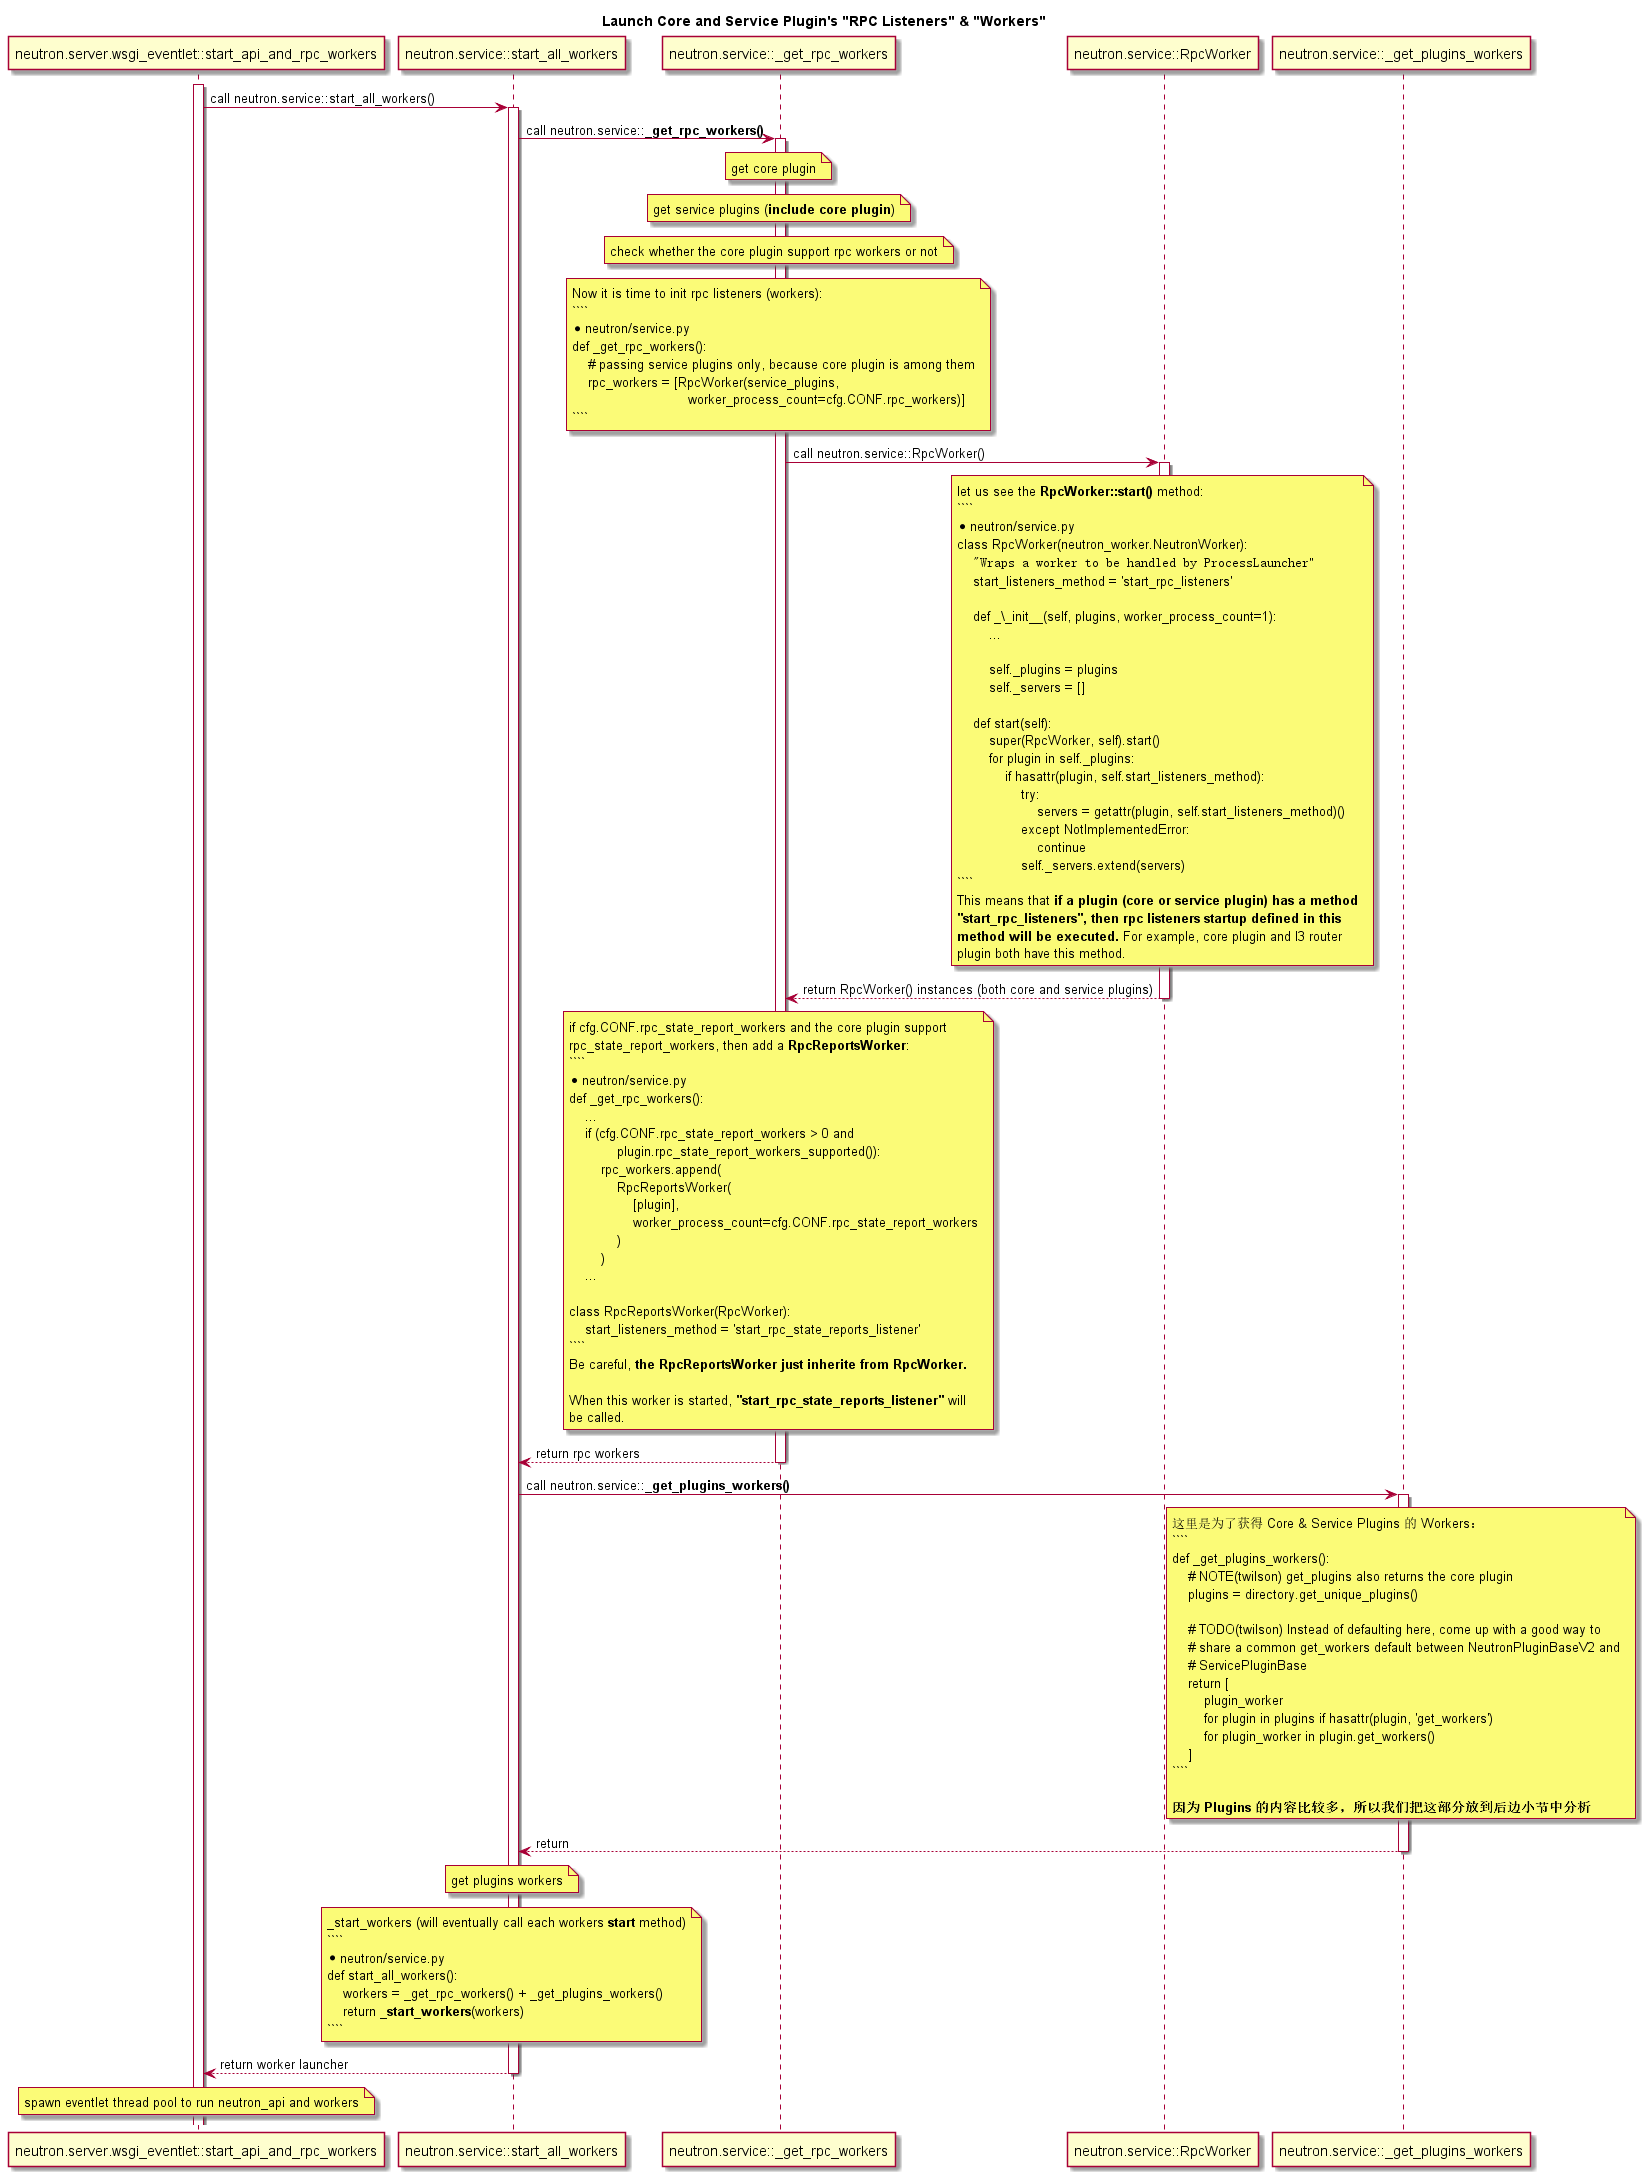 Launch Core and Service Plugin's "RPC Listeners" & "Workers"
neutron.server.wsgi_eventlet::start_api_and_rpc_workers
neutron.service::start_all_workers
neutron.service::_get_rpc_workers
neutron.service::RpcWorker
neutron.service::_get_plugins_workers
call neutron.service::start_all_workers()
call neutron.service::_get_rpc_workers()
get core plugin
get service plugins (include core plugin)
check whether the core plugin support rpc workers or not
Now it is time to init rpc listeners (workers):
````
• neutron/service.py
def _get_rpc_workers():
    # passing service plugins only, because core plugin is among them
    rpc_workers = [RpcWorker(service_plugins,
                             worker_process_count=cfg.CONF.rpc_workers)]
````
call neutron.service::RpcWorker()
let us see the RpcWorker::start() method:
````
• neutron/service.py
class RpcWorker(neutron_worker.NeutronWorker):
    "Wraps a worker to be handled by ProcessLauncher"
    start_listeners_method = 'start_rpc_listeners'
    def _\_init__(self, plugins, worker_process_count=1):
        ...
        self._plugins = plugins
        self._servers = []
    def start(self):
        super(RpcWorker, self).start()
        for plugin in self._plugins:
            if hasattr(plugin, self.start_listeners_method):
                try:
                    servers = getattr(plugin, self.start_listeners_method)()
                except NotImplementedError:
                    continue
                self._servers.extend(servers)
````
This means that if a plugin (core or service plugin) has a method
"start_rpc_listeners", then rpc listeners startup defined in this
method will be executed. For example, core plugin and l3 router
plugin both have this method.
return RpcWorker() instances (both core and service plugins)
if cfg.CONF.rpc_state_report_workers and the core plugin support
rpc_state_report_workers, then add a RpcReportsWorker:
````
• neutron/service.py
def _get_rpc_workers():
    ...
    if (cfg.CONF.rpc_state_report_workers > 0 and
            plugin.rpc_state_report_workers_supported()):
        rpc_workers.append(
            RpcReportsWorker(
                [plugin],
                worker_process_count=cfg.CONF.rpc_state_report_workers
            )
        )
    ...
class RpcReportsWorker(RpcWorker):
    start_listeners_method = 'start_rpc_state_reports_listener'
````
Be careful, the RpcReportsWorker just inherite from RpcWorker.
When this worker is started, "start_rpc_state_reports_listener" will
be called.
return rpc workers
call neutron.service::_get_plugins_workers()
这里是为了获得 Core & Service Plugins 的 Workers：
````
def _get_plugins_workers():
    # NOTE(twilson) get_plugins also returns the core plugin
    plugins = directory.get_unique_plugins()
    # TODO(twilson) Instead of defaulting here, come up with a good way to
    # share a common get_workers default between NeutronPluginBaseV2 and
    # ServicePluginBase
    return [
        plugin_worker
        for plugin in plugins if hasattr(plugin, 'get_workers')
        for plugin_worker in plugin.get_workers()
    ]
````
因为 Plugins 的内容比较多，所以我们把这部分放到后边小节中分析
return
get plugins workers
_start_workers (will eventually call each workers start method)
````
• neutron/service.py
def start_all_workers():
    workers = _get_rpc_workers() + _get_plugins_workers()
    return _start_workers(workers)
````
return worker launcher
spawn eventlet thread pool to run neutron_api and workers
neutron.server.wsgi_eventlet::start_api_and_rpc_workers
neutron.service::start_all_workers
neutron.service::_get_rpc_workers
neutron.service::RpcWorker
neutron.service::_get_plugins_workers